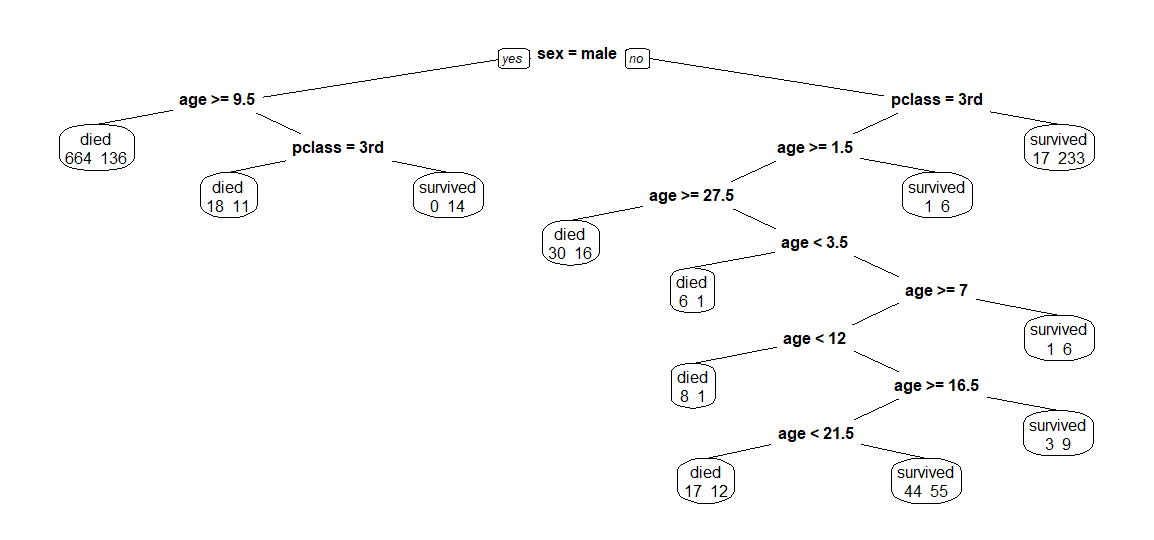 yes sex = male no
age >= 9.5
pclass = 3rd
died
664 136
pclass = 3rd
age >= 1.5
survived
17 233
died
18 11
survived
0 14
age >= 27.5
survived
1 6
died
30 16
age < 3.5
died
6 1
age >= 7
age < 12
survived
1 6
died
8 1
age >= 16.5
age < 21.5
survived
3 9
died
17 12
survived
44 55